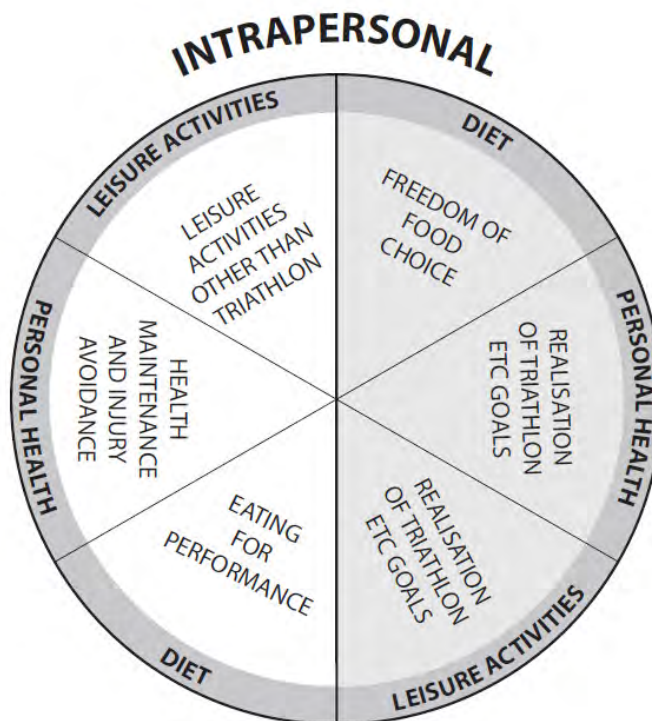 INTRAPERSONAL
LEISURE ACTIVITIES
DIET
LEISURE
ACTIVITIES
OTHER THAN
TRIATHLON
FREEDOM OF
FOOD
CHOICE
PERSONAL HEALTH
HEALTH
MAINTENANCE
AND INJURY
AVOIDANCE
REALISATION
OF TRIATHLON
ETC GOALS
PERSONAL HEALTH
EATING
FOR
PERFORMANCE
REALISATION
OF TRIATHLON
ETC GOALS
DIET
LEISURE ACTIVITIES